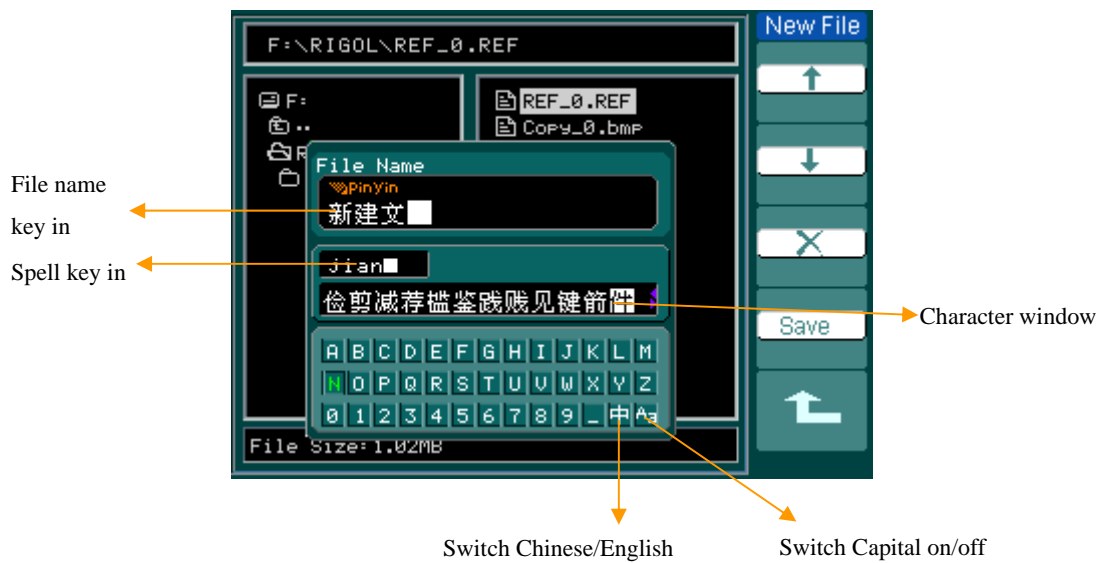 New File
F:\RIGOL\REF_0.REF
F:
..
R
REF_0.REF
Copy_0.bmp
File Name
PinYin
新建文
jian
俭剪减荐槛鉴践贱见键箭件
A B C D E F G H I J K L M
N O P Q R S T U V W X Y Z
0 1 2 3 4 5 6 7 8 9 _ 中 Aa
File Size:1.02MB
Save
File name
key in
Spell key in
Character window
Switch Chinese/English
Switch Capital on/off